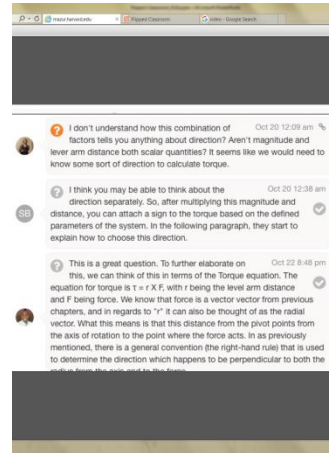 mazur.harvard.edu
Flipped Classroom
video - Google Search
I don't understand how this combination of
Oct 20 12:09 am
factors tells you anything about direction? Aren't magnitude and
lever arm distance both scalar quantities? It seems like we would need to
know some sort of direction to calculate torque.
I think you may be able to think about the
Oct 20 12:38 am
direction separately. So, after multiplying this magnitude and
SB
distance, you can attach a sign to the torque based on the defined
parameters of the system. In the following paragraph, they start to
explain how to choose this direction.
This is a great question. To further elaborate on
Oct 22 8:48 pm
this, we can think of this in terms of the Torque equation. The
equation for torque is τ = r X F, with r being the level arm distance
and F being force. We know that force is a vector vector from previous
chapters, and in regards to "r" it can also be thought of as the radial
vector. What this means is that this distance from the pivot points from
the axis of rotation to the point where the force acts. In as previously
mentioned, there is a general convention (the right-hand rule) that is used
to determine the direction which happens to be perpendicular to both the
radius from the axis and to the force